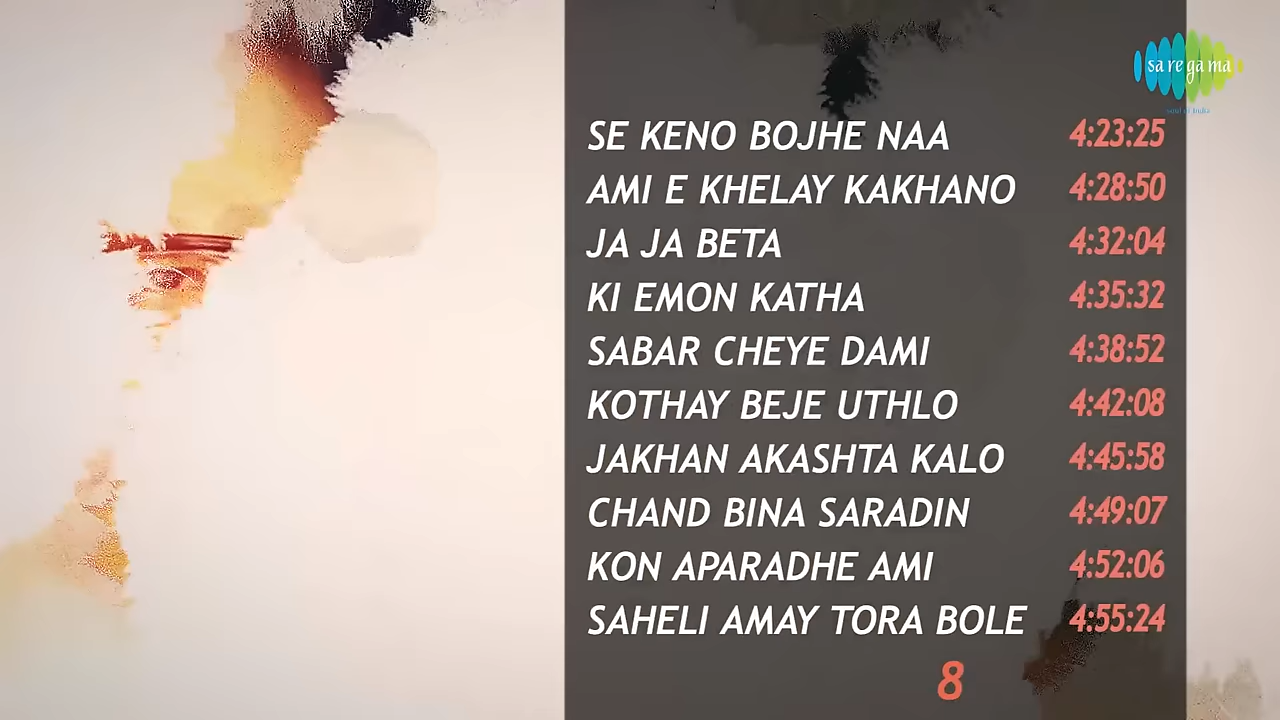 sa re ga ma
soul of india
SE KENO BOJHE NAA 4:23:25
AMI E KHELAY KAKHANO 4:28:50
JA JA BETA 4:32:04
KI EMON KATHA 4:35:32
SABAR CHEYE DAMI 4:38:52
KOTHAY BEJE UTHLO 4:42:08
JAKHAN AKASHTA KALO 4:45:58
CHAND BINA SARADIN 4:49:07
KON APARADHE AMI 4:52:06
SAHELI AMAY TORA BOLE 4:55:24
8